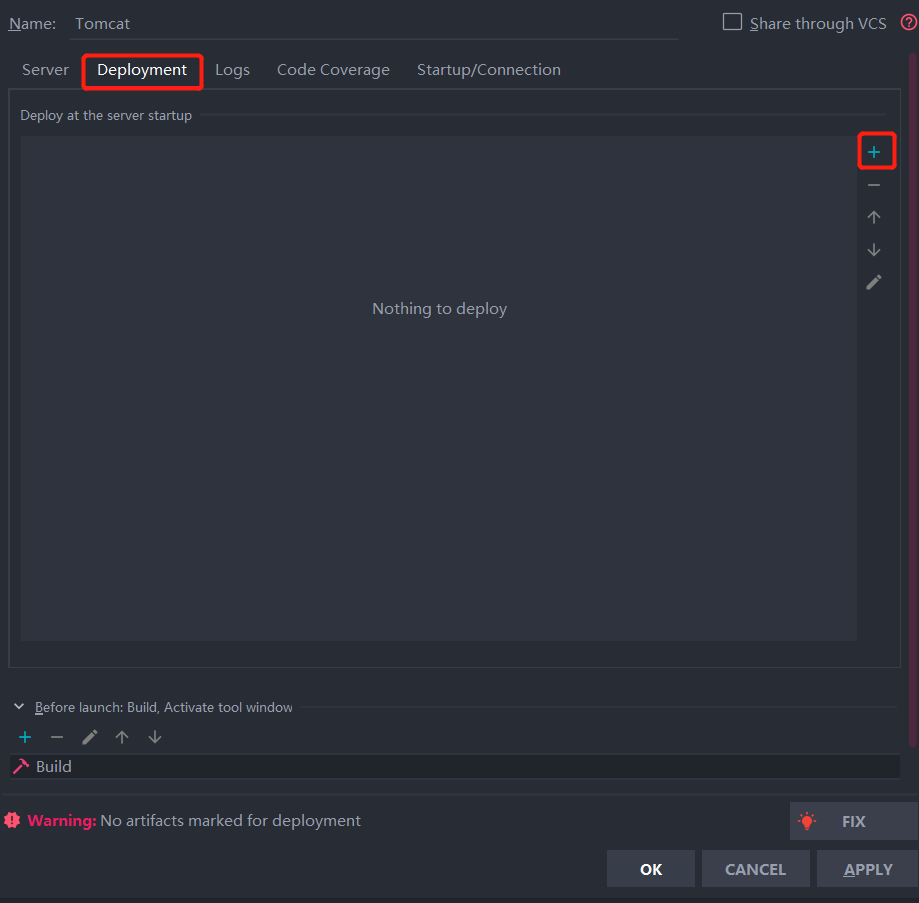 Name: Tomcat Share through VCS
Server Deployment Logs Code Coverage Startup/Connection
Deploy at the server startup
Nothing to deploy
Before launch: Build, Activate tool window
Build
Warning: No artifacts marked for deployment FIX
OK CANCEL APPLY